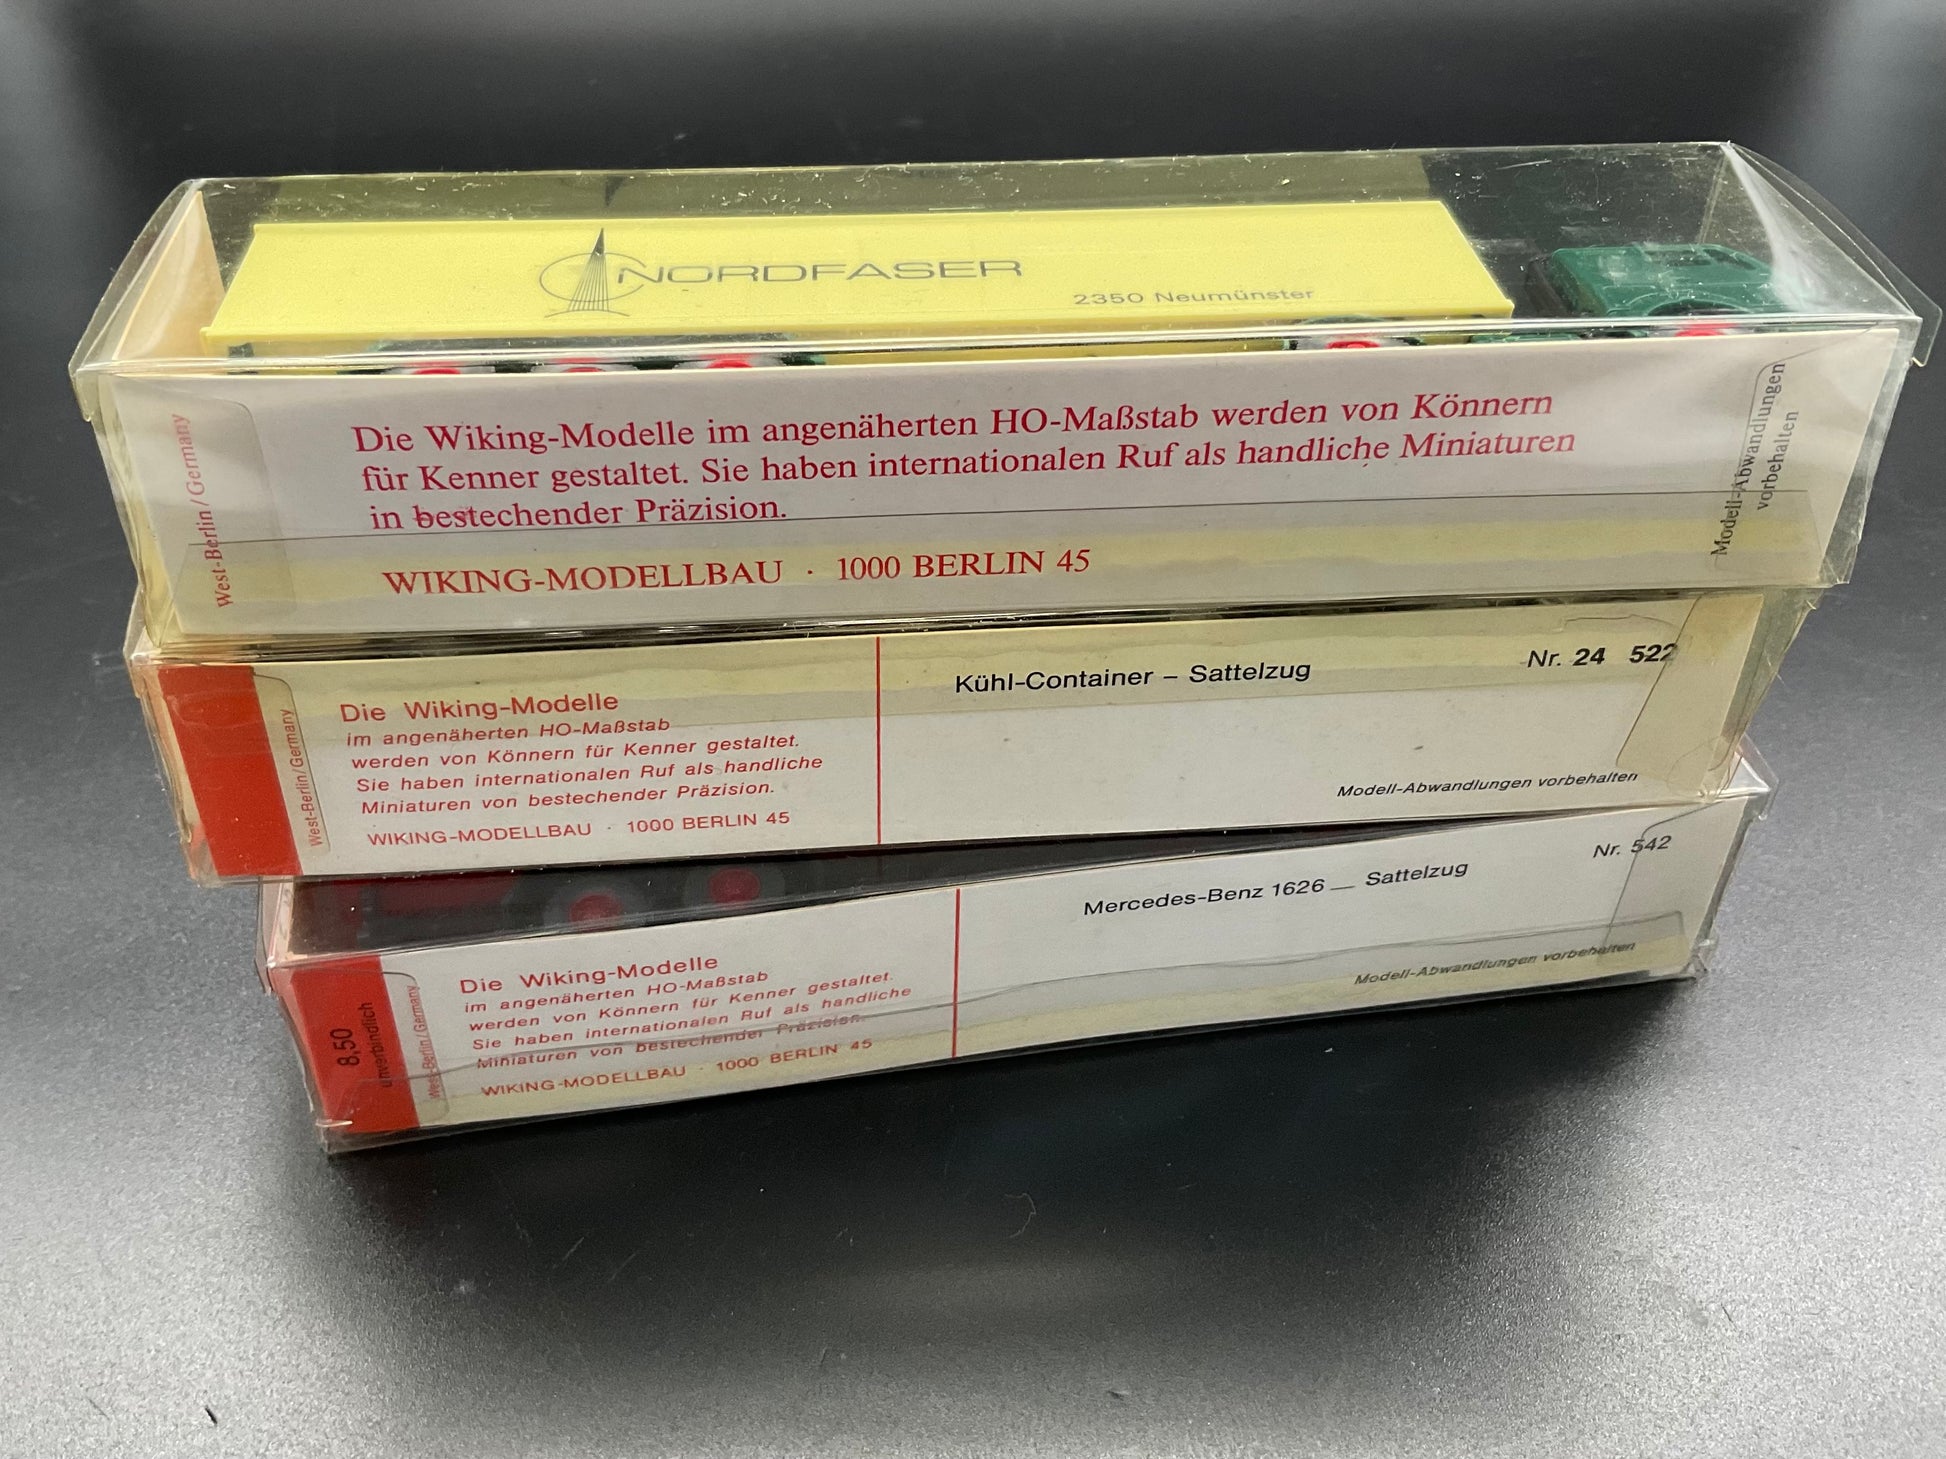 NORDFASER
2350 Neumünster
West-Berlin/Germany
Die Wiking-Modelle im angenäherten HO-Maßstab werden von Könnern
für Kenner gestaltet. Sie haben internationalen Ruf als handliche Miniaturen
in bestechender Präzision.
WIKING-MODELLBAU · 1000 BERLIN 45
Modell-Abwandlungen
vorbehalten
West-Berlin/Germany
Die Wiking-Modelle
im angenäherten HO-Maßstab
werden von Könnern für Kenner gestaltet.
Sie haben internationalen Ruf als handliche
Miniaturen von bestechender Präzision.
WIKING-MODELLBAU · 1000 BERLIN 45
Kühl-Container – Sattelzug
Nr. 24 522
Modell-Abwandlungen vorbehalten
8,50
unverbindlich
West-Berlin/Germany
Die Wiking-Modelle
im angenäherten HO-Maßstab
werden von Könnern für Kenner gestaltet.
Sie haben internationalen Ruf als handliche
Miniaturen von bestechender Präzision.
WIKING-MODELLBAU · 1000 BERLIN 45
Mercedes-Benz 1626 — Sattelzug
Nr. 542
Modell-Abwandlungen vorbehalten